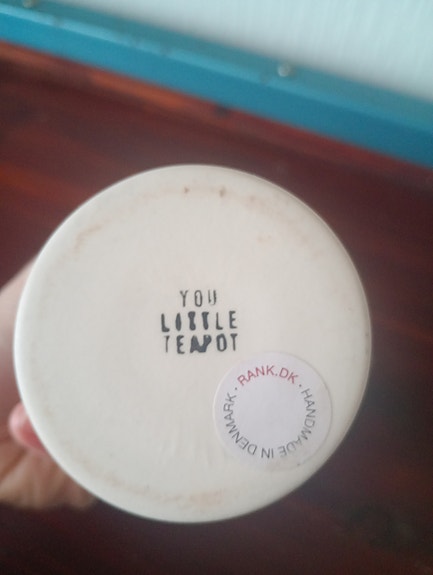 YOU
LITTLE
TEAPOT
RANK.DK · HANDMADE IN DENMARK ·